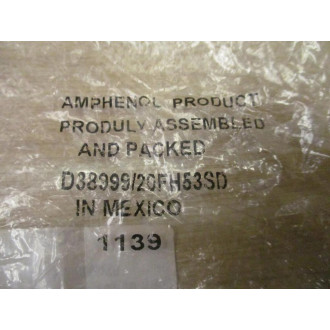 AMPHENOL PRODUCT
PRODULY ASSEMBLED
AND PACKED
D38999/20FH53SD
IN MEXICO
1139